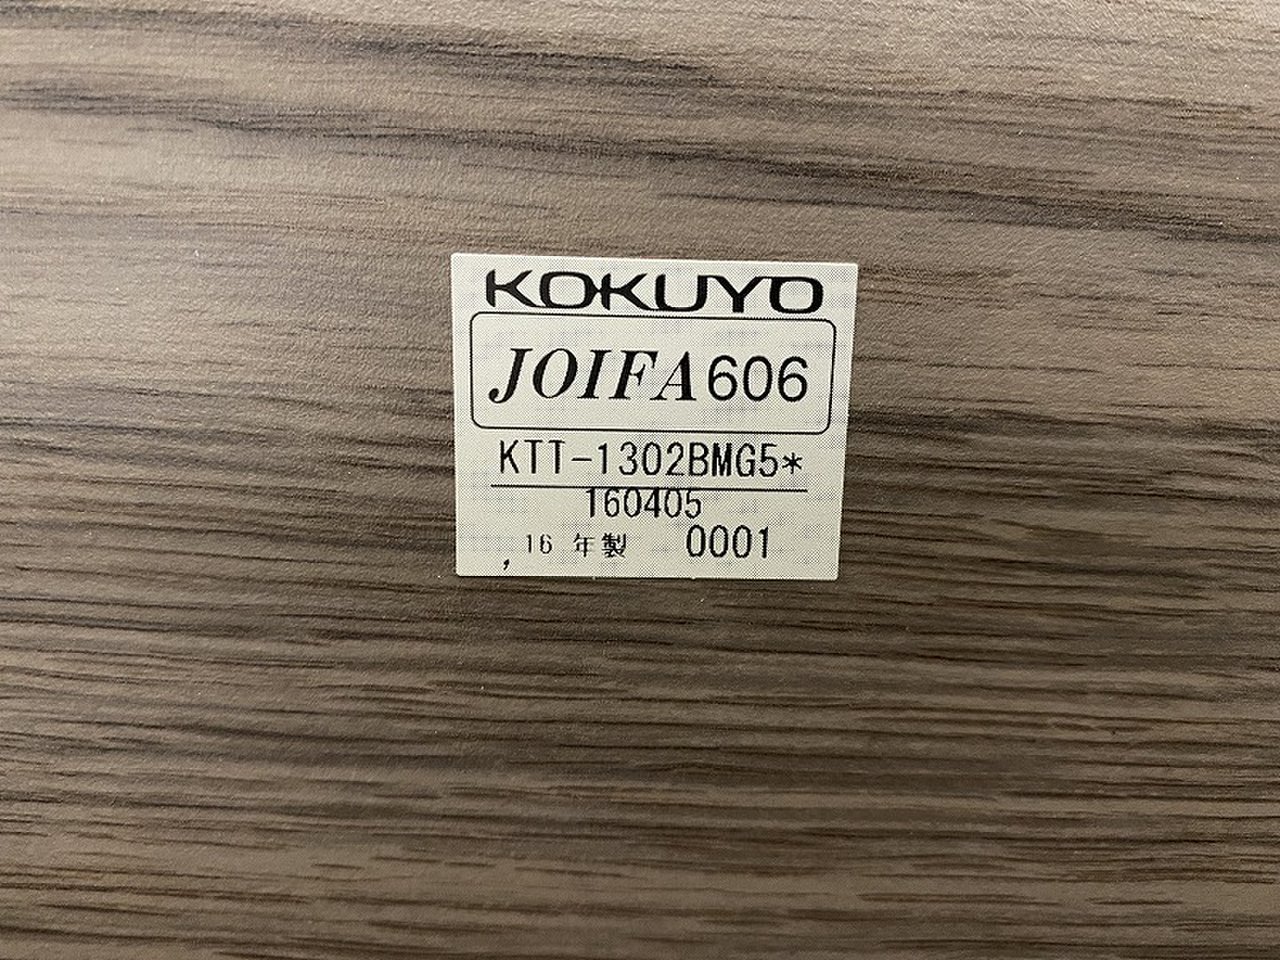 KOKUYO
JOIFA606
KTT-1302BMG5*
160405
,16 年製 0001